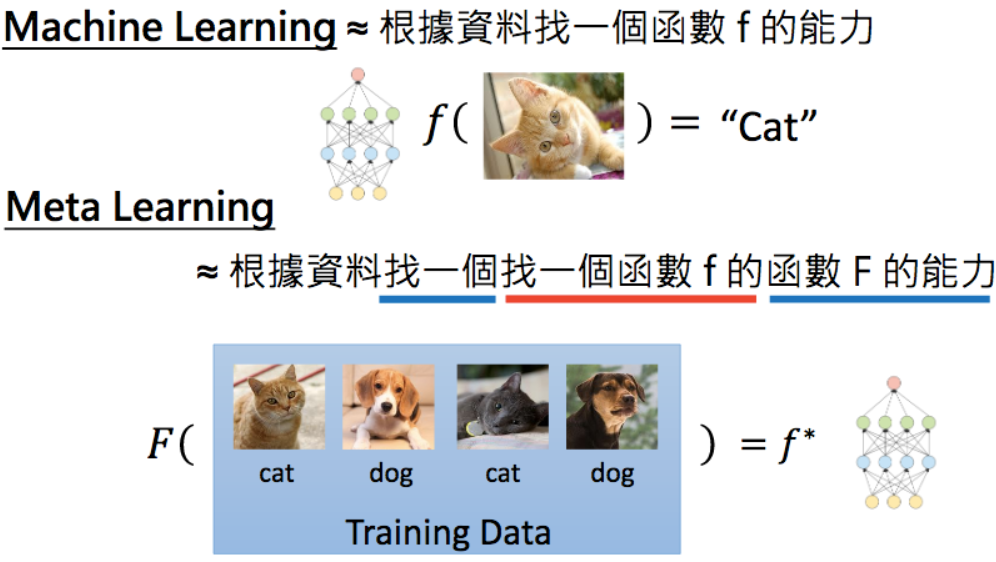 Machine Learning ≈ 根據資料找一個函數 f 的能力
f( ) = “Cat”
Meta Learning
≈ 根據資料找一個找一個函數 f 的函數 F 的能力
F( ) = f*
cat dog cat dog
Training Data